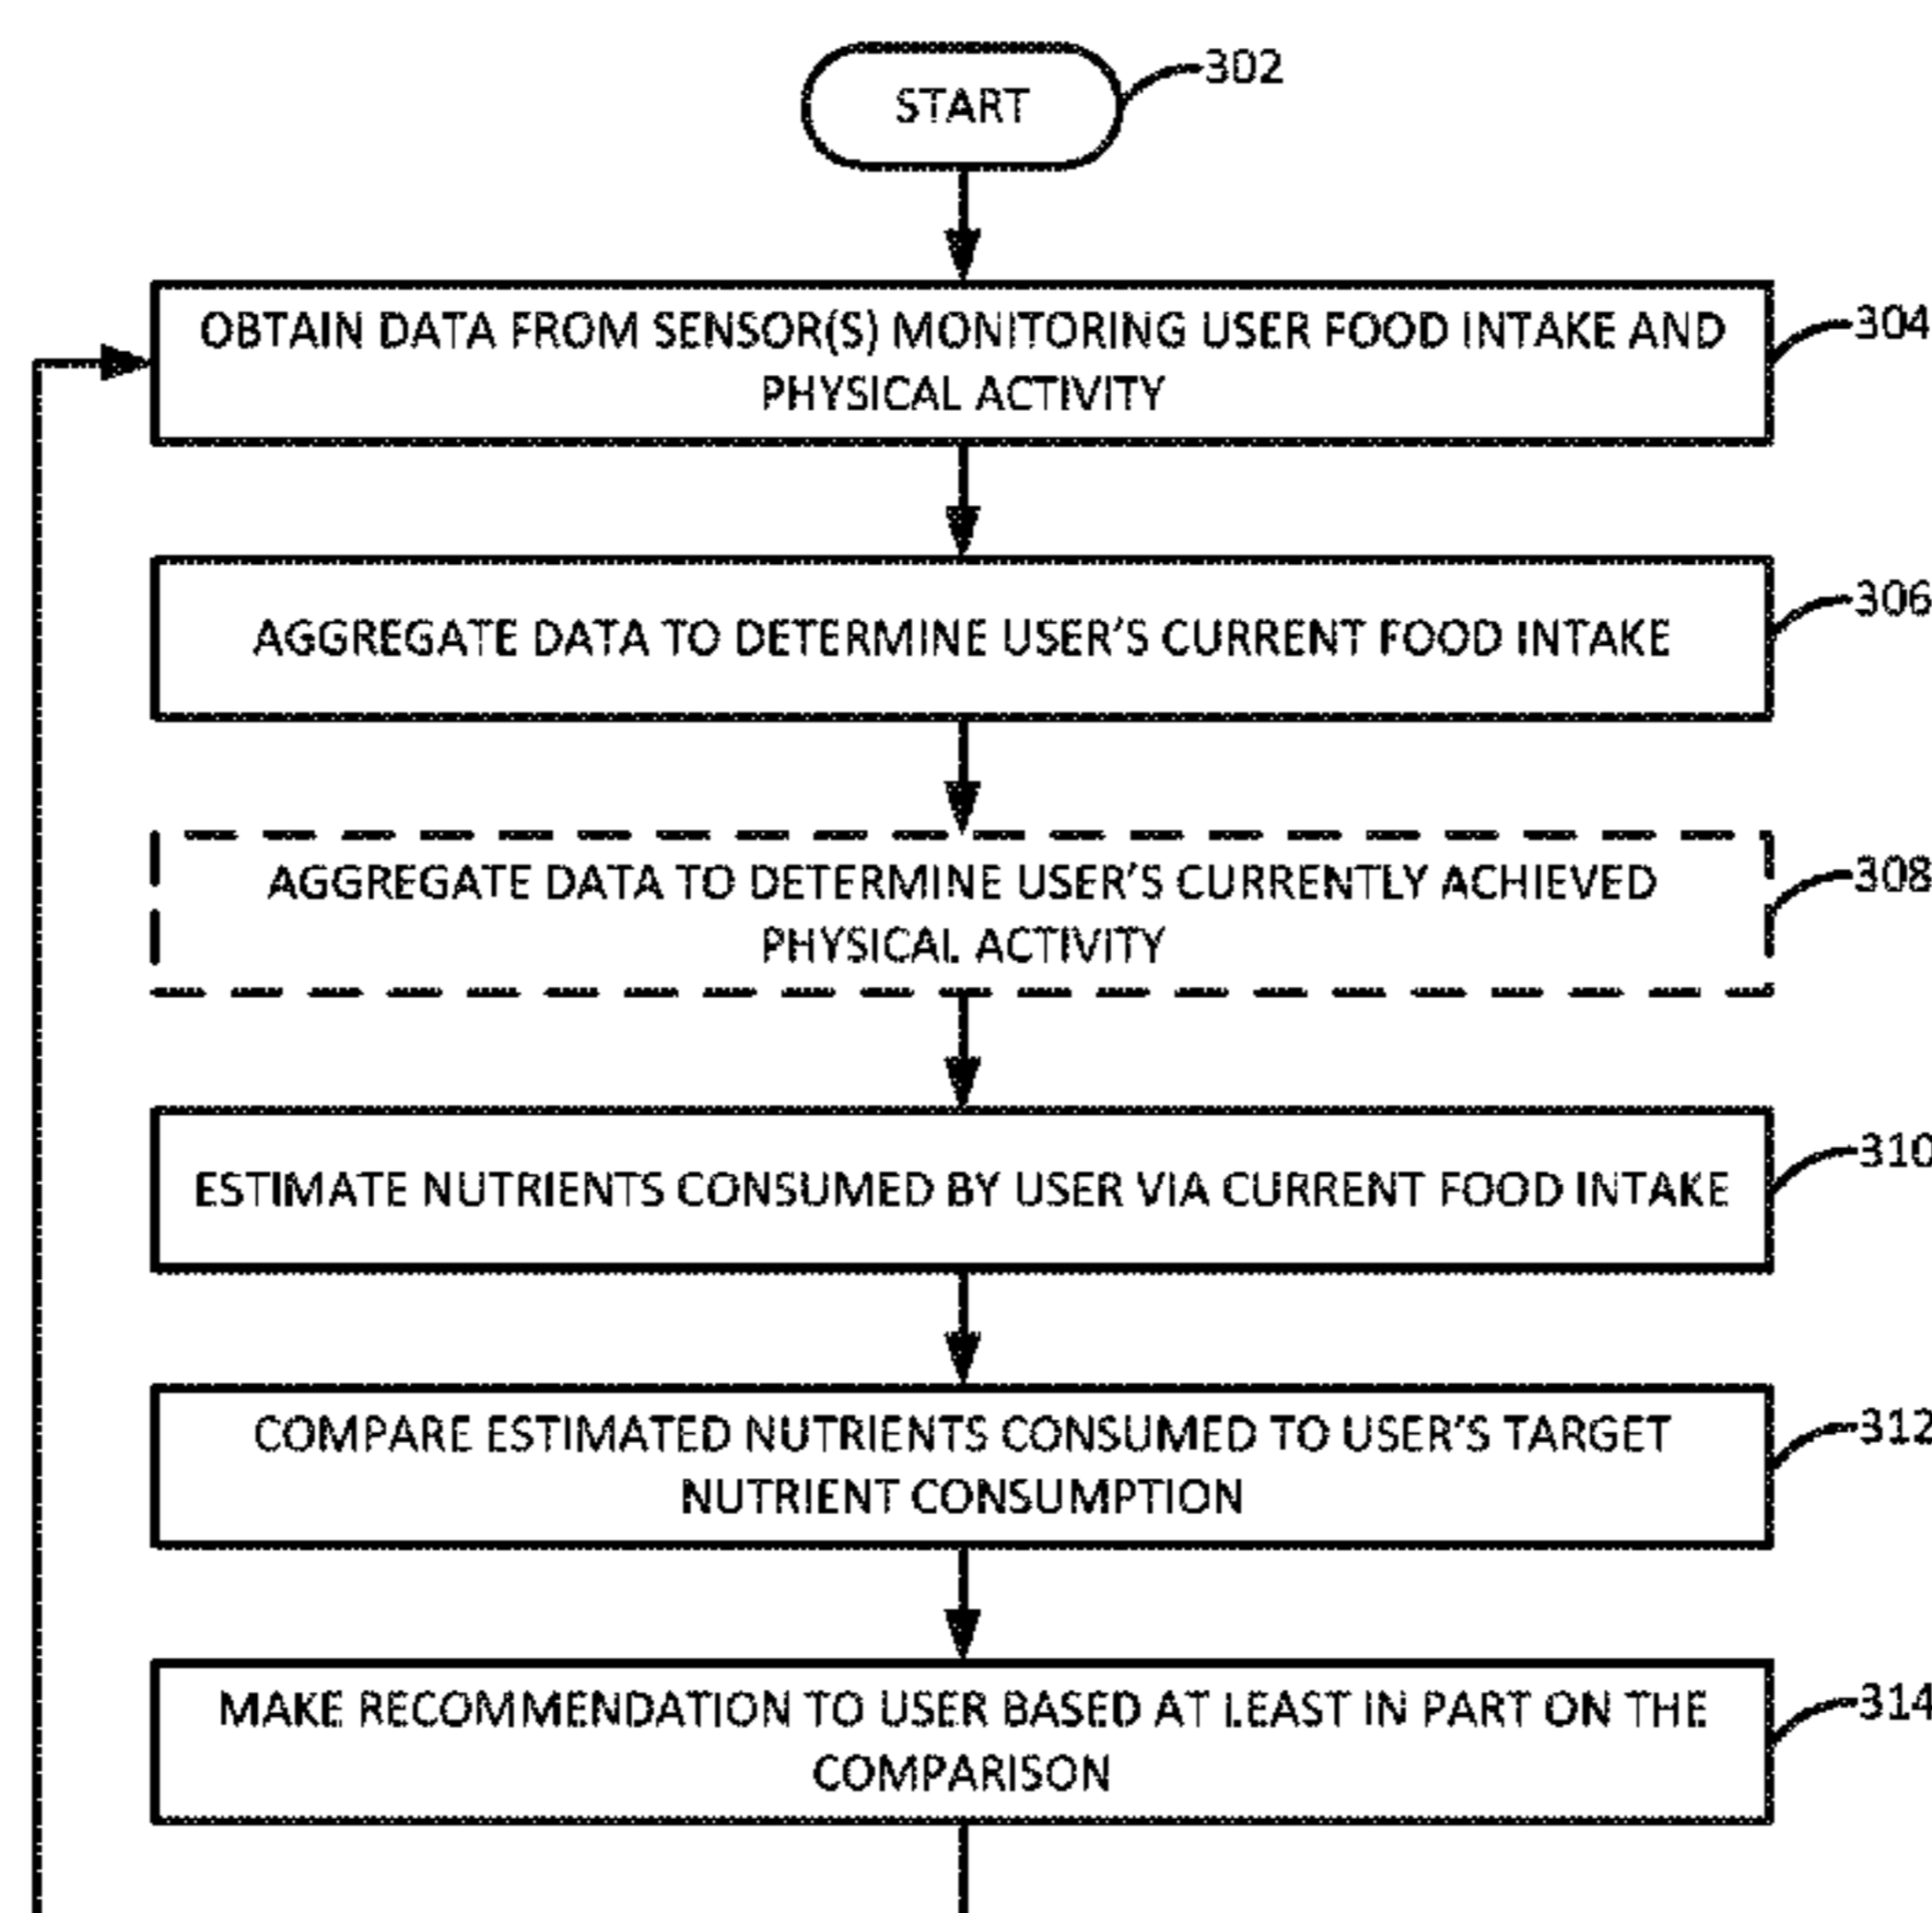 START
302
OBTAIN DATA FROM SENSOR(S) MONITORING USER FOOD INTAKE AND
PHYSICAL ACTIVITY
304
AGGREGATE DATA TO DETERMINE USER'S CURRENT FOOD INTAKE
306
AGGREGATE DATA TO DETERMINE USER'S CURRENTLY ACHIEVED
PHYSICAL ACTIVITY
308
ESTIMATE NUTRIENTS CONSUMED BY USER VIA CURRENT FOOD INTAKE
310
COMPARE ESTIMATED NUTRIENTS CONSUMED TO USER'S TARGET
NUTRIENT CONSUMPTION
312
MAKE RECOMMENDATION TO USER BASED AT LEAST IN PART ON THE
COMPARISON
314